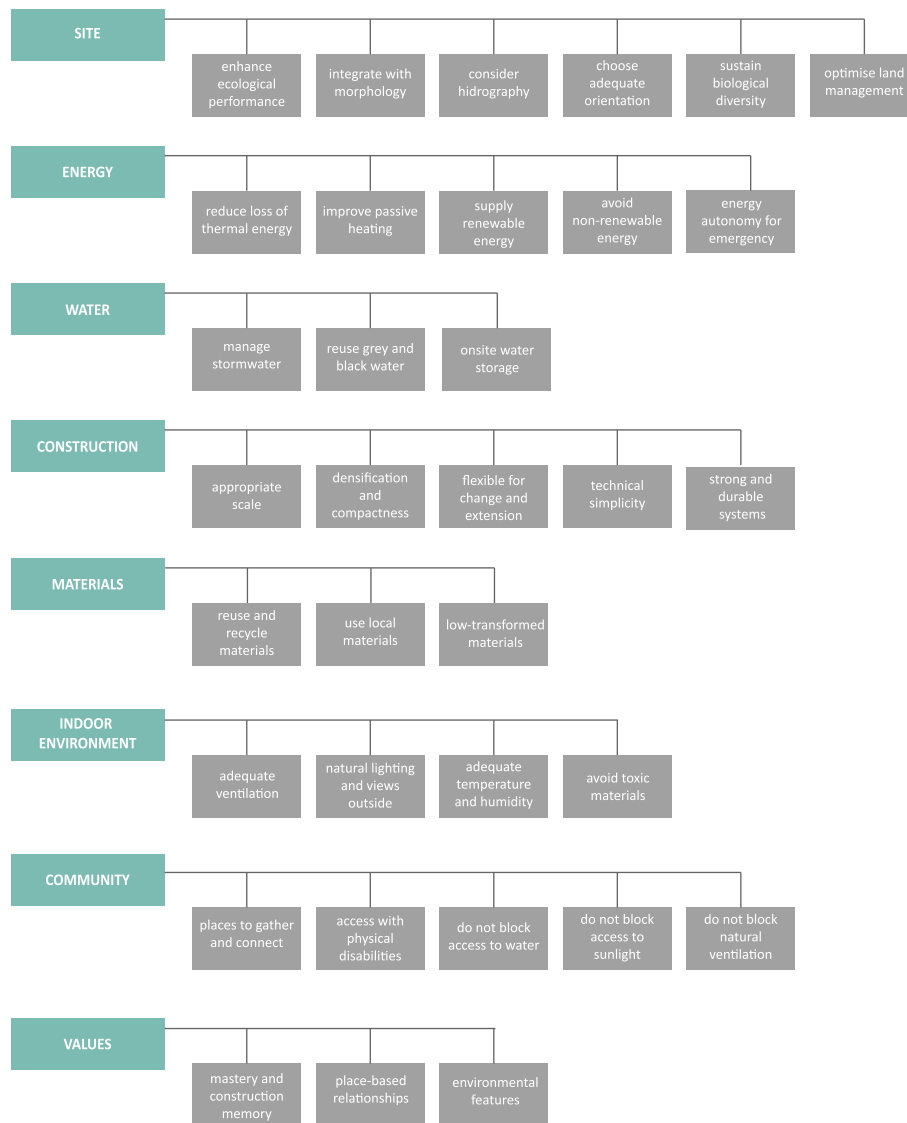 SITE
enhance
ecological
performance
integrate with
morphology
consider
hidrography
choose
adequate
orientation
sustain
biological
diversity
optimise land
management
ENERGY
reduce loss of
thermal energy
improve passive
heating
supply
renewable
energy
avoid
non-renewable
energy
energy
autonomy for
emergency
WATER
manage
stormwater
reuse grey and
black water
onsite water
storage
CONSTRUCTION
appropriate
scale
densification
and
compactness
flexible for
change and
extension
technical
simplicity
strong and
durable
systems
MATERIALS
reuse and
recycle
materials
use local
materials
low-transformed
materials
INDOOR
ENVIRONMENT
adequate
ventilation
natural lighting
and views
outside
adequate
temperature
and humidity
avoid toxic
materials
COMMUNITY
places to gather
and connect
access with
physical
disabilities
do not block
access to water
do not block
access to
sunlight
do not block
natural
ventilation
VALUES
mastery and
construction
memory
place-based
relationships
environmental
features